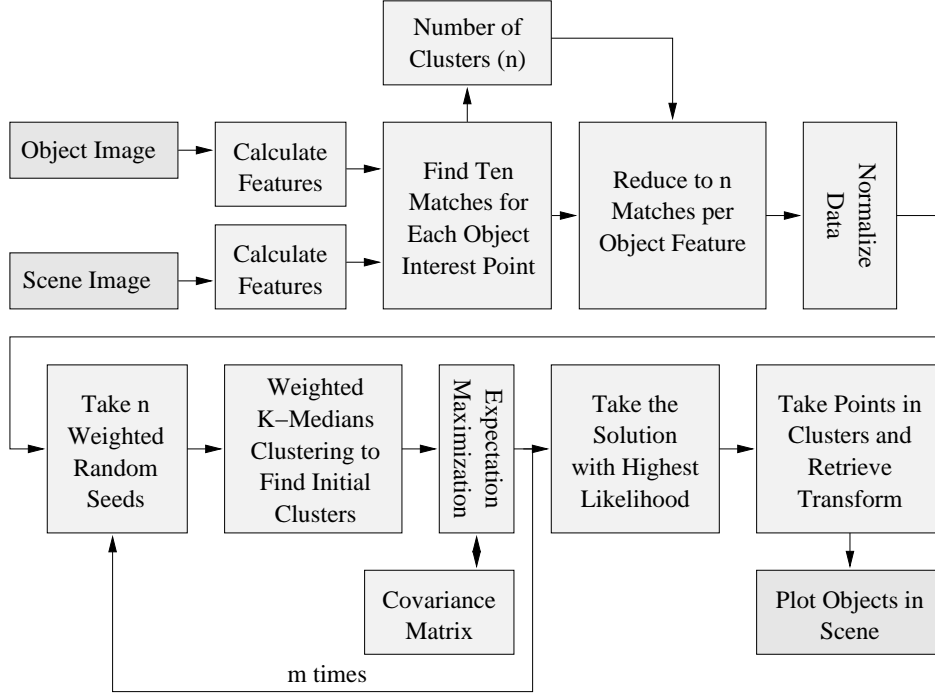 Number of
Clusters (n)
Object Image
Calculate
Features
Scene Image
Calculate
Features
Find Ten
Matches for
Each Object
Interest Point
Reduce to n
Matches per
Object Feature
Normalize
Data
Take n
Weighted
Random
Seeds
Weighted
K−Medians
Clustering to
Find Initial
Clusters
Expectation
Maximization
Covariance
Matrix
Take the
Solution
with Highest
Likelihood
Take Points in
Clusters and
Retrieve
Transform
Plot Objects in
Scene
m times